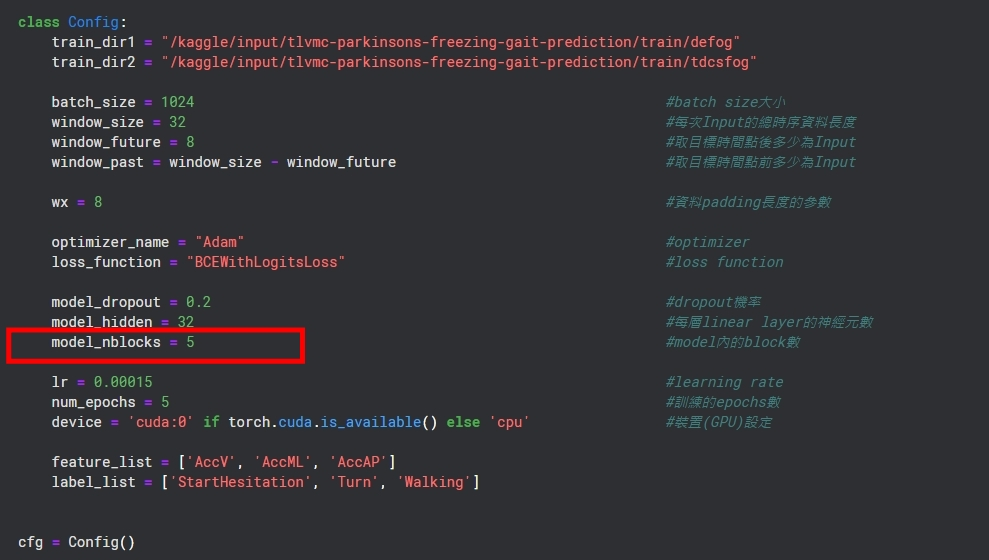 class Config:
train_dir1 = "/kaggle/input/tlvmc-parkinsons-freezing-gait-prediction/train/defog"
train_dir2 = "/kaggle/input/tlvmc-parkinsons-freezing-gait-prediction/train/tdcsfog"
batch_size = 1024 #batch size大小
window_size = 32 #每次Input的總時序資料長度
window_future = 8 #取目標時間點後多少為Input
window_past = window_size - window_future #取目標時間點前多少為Input
wx = 8 #資料padding長度的參數
optimizer_name = "Adam" #optimizer
loss_function = "BCEWithLogitsLoss" #loss function
model_dropout = 0.2 #dropout機率
model_hidden = 32 #每層linear layer的神經元數
model_nblocks = 5 #model內的block數
lr = 0.00015 #learning rate
num_epochs = 5 #訓練的epochs數
device = 'cuda:0' if torch.cuda.is_available() else 'cpu' #裝置(GPU)設定
feature_list = ['AccV', 'AccML', 'AccAP']
label_list = ['StartHesitation', 'Turn', 'Walking']
cfg = Config()